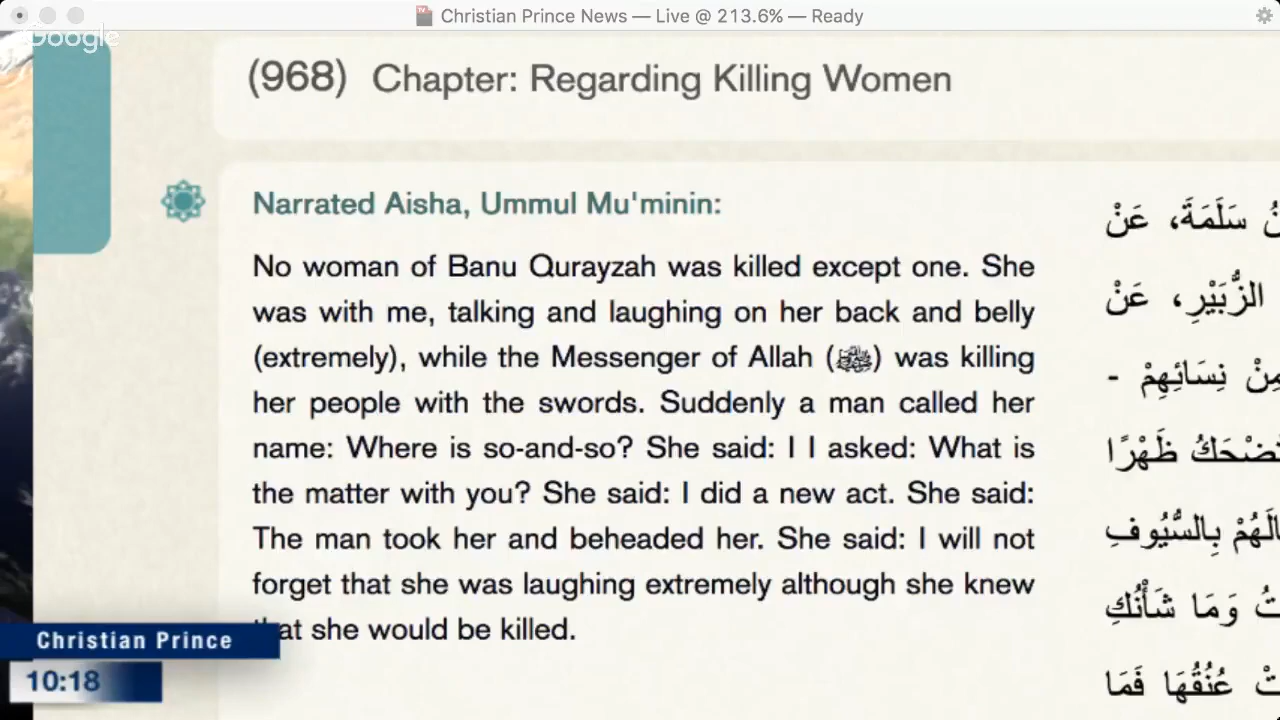 Christian Prince News — Live @ 213.6% — Ready
Google
(968) Chapter: Regarding Killing Women
Narrated Aisha, Ummul Mu'minin:
No woman of Banu Qurayzah was killed except one. She
was with me, talking and laughing on her back and belly
(extremely), while the Messenger of Allah (ﷺ) was killing
her people with the swords. Suddenly a man called her
name: Where is so-and-so? She said: I I asked: What is
the matter with you? She said: I did a new act. She said:
The man took her and beheaded her. She said: I will not
forget that she was laughing extremely although she knew
that she would be killed.
سَلَمَةَ، عَنْ
الزُّبَيْرِ، عَنْ
مِنْ نِسَائِهِمْ -
تَضْحَكُ ظَهْرًا
بِالسُّيُوفِ
وَمَا شَأْنُكِ
عُنُقُهَا فَمَا
Christian Prince
10:18